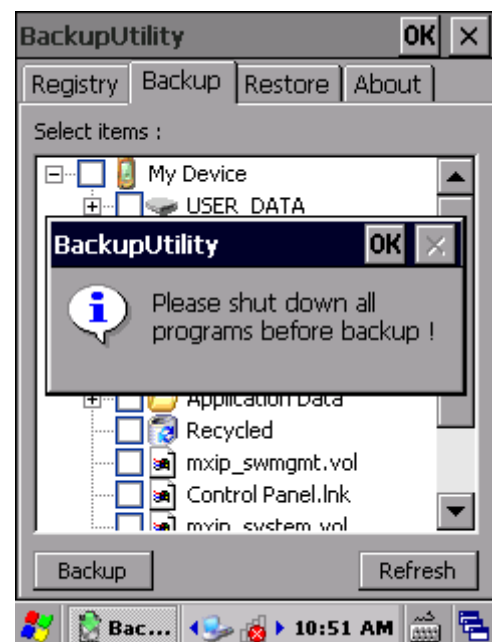 BackupUtility OK
Registry Backup Restore About
Select items :
My Device
USER_DATA
BackupUtility OK
Please shut down all
programs before backup !
Application Data
Recycled
mxip_swmgmt.vol
Control Panel.lnk
mxip_system.vol
Backup Refresh
Bac... 10:51 AM